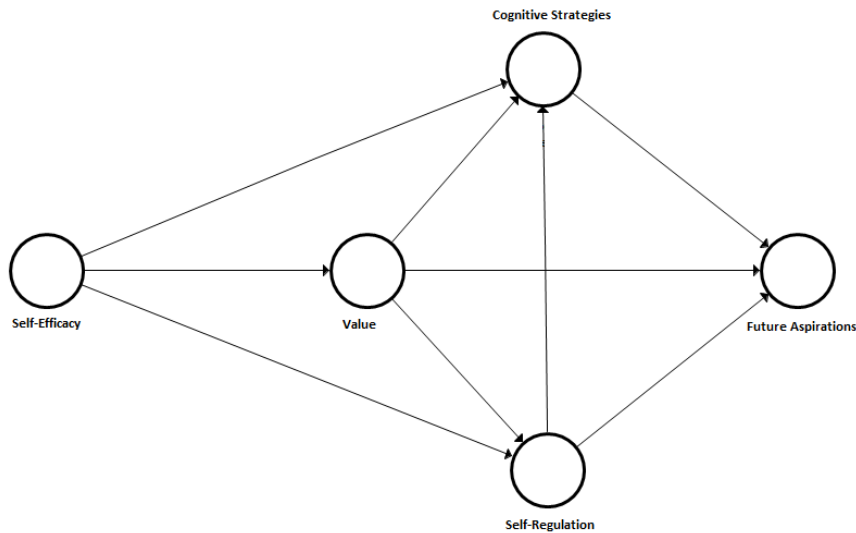 Cognitive Strategies
Self-Efficacy
Value
Future Aspirations
Self-Regulation